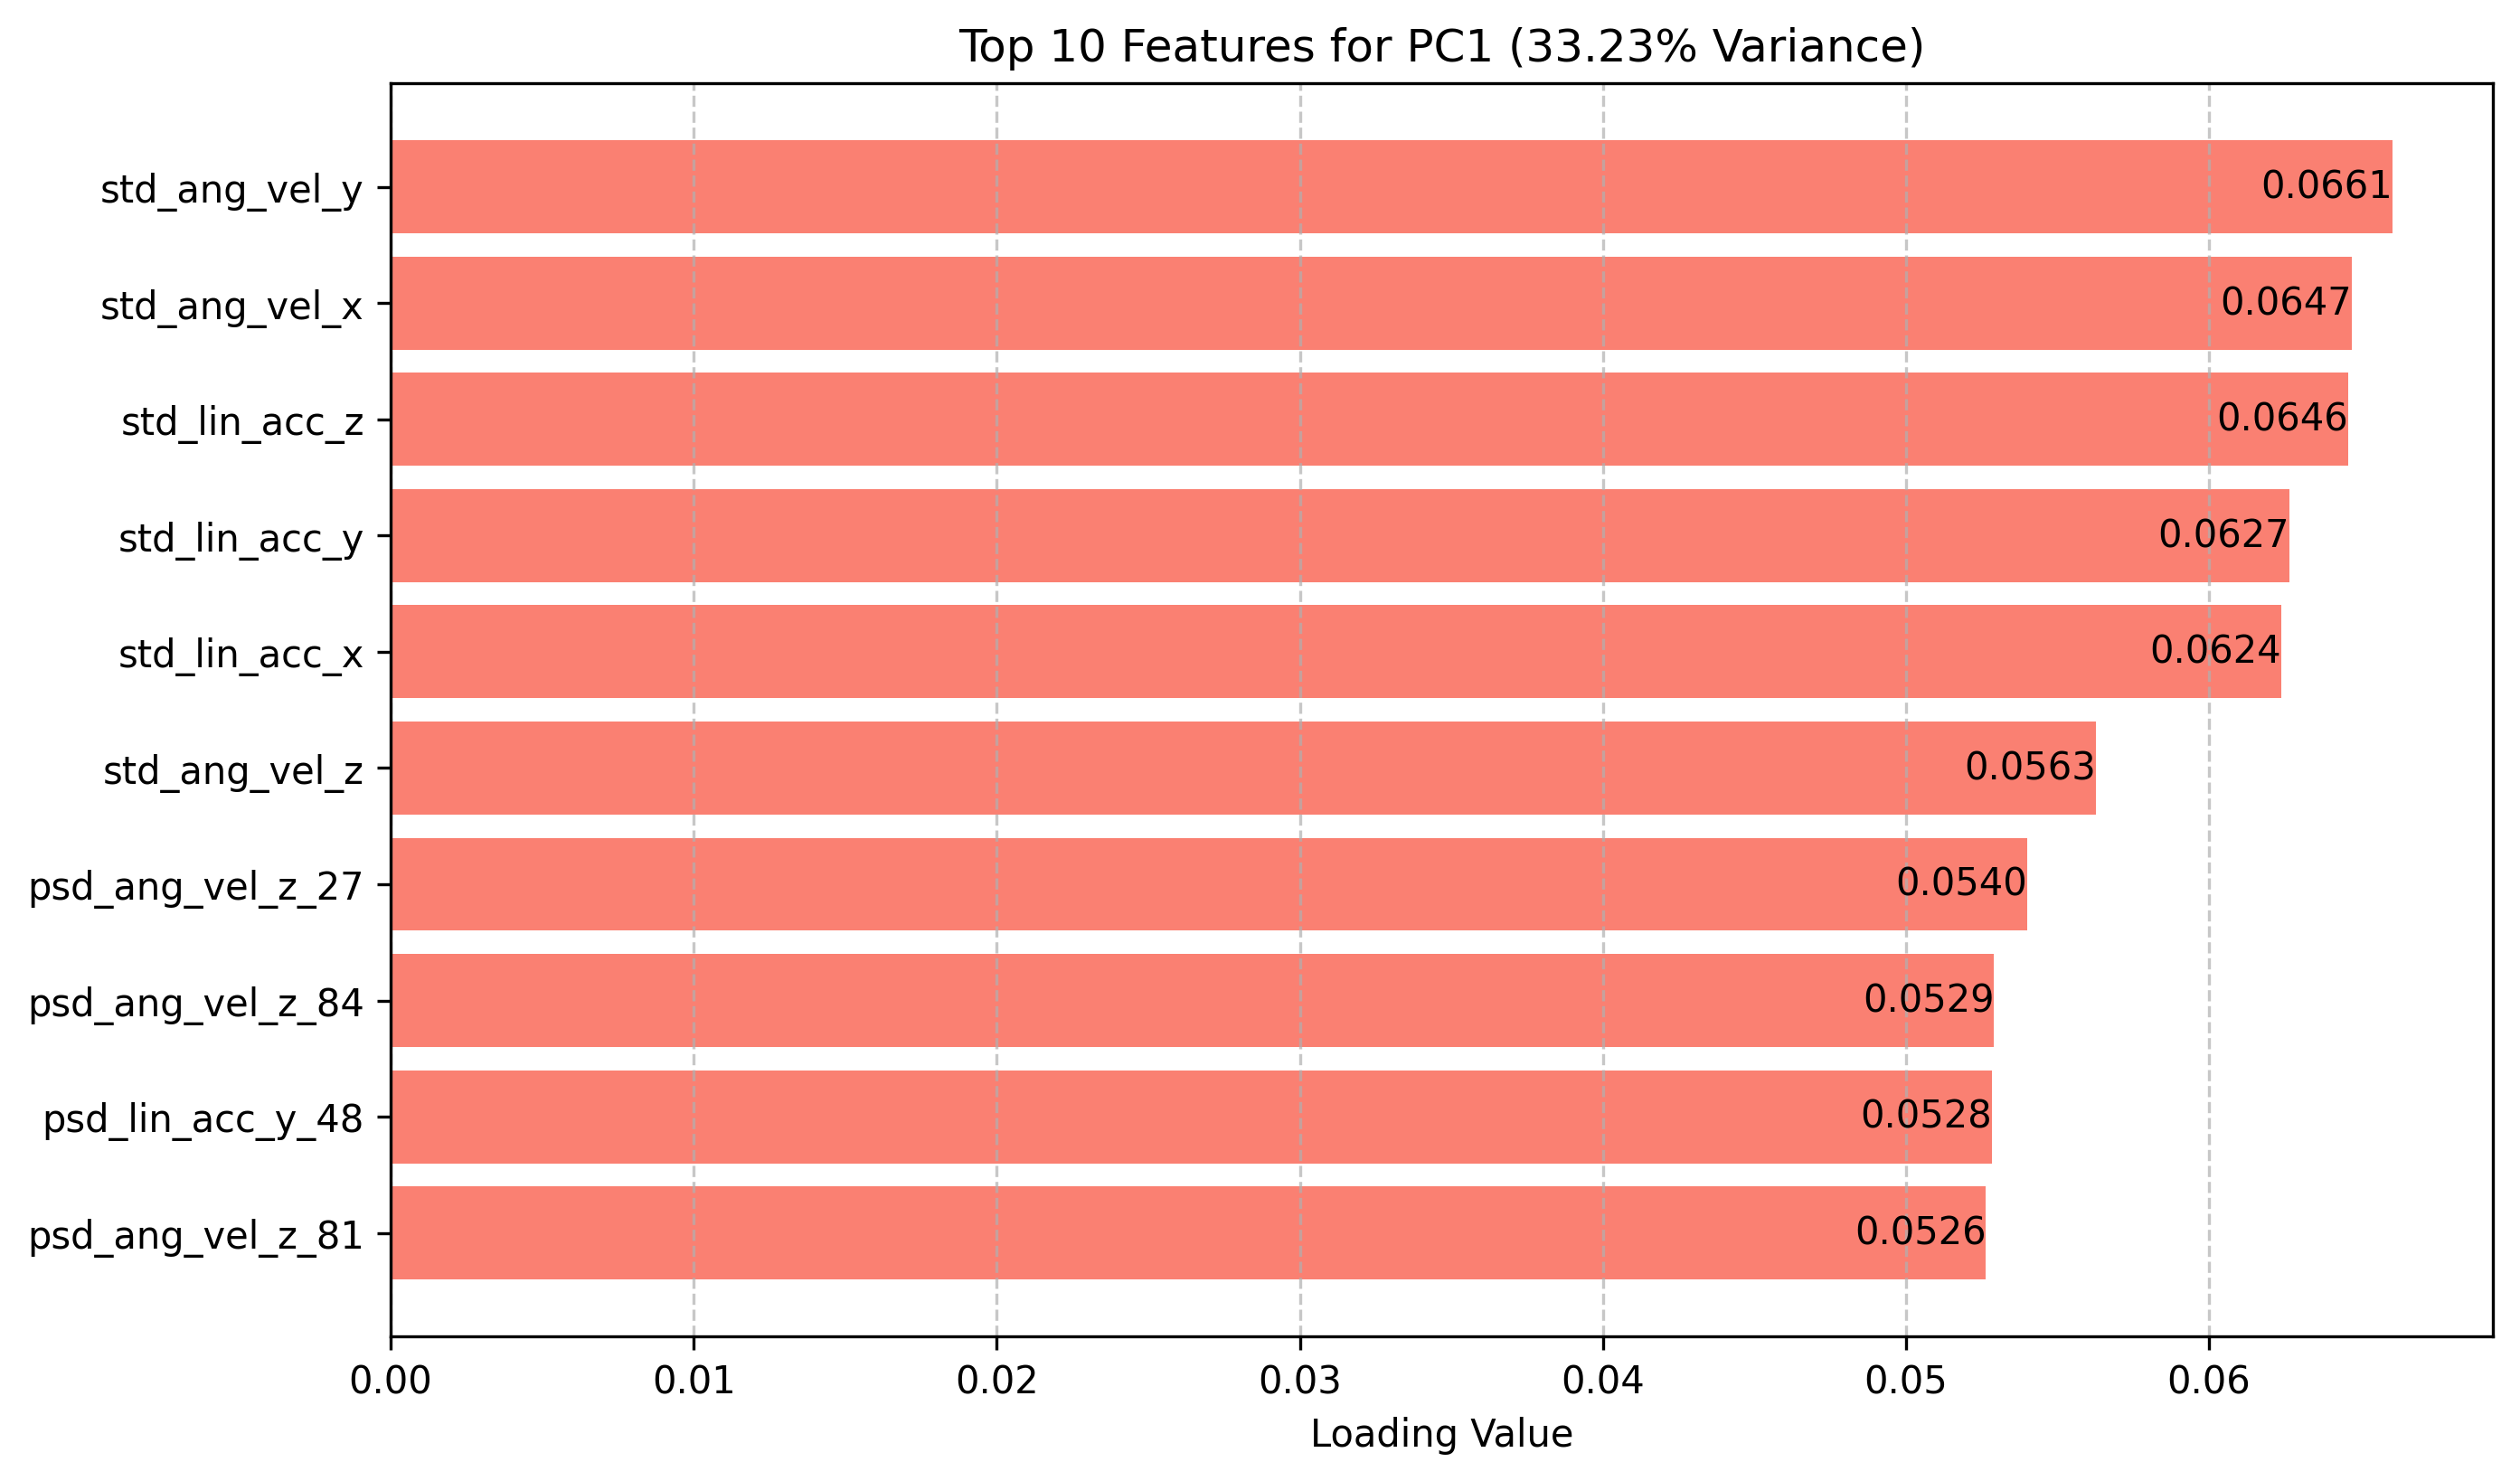 Top 10 Features for PC1 (33.23% Variance)
std_ang_vel_y 0.0661
std_ang_vel_x 0.0647
std_lin_acc_z 0.0646
std_lin_acc_y 0.0627
std_lin_acc_x 0.0624
std_ang_vel_z 0.0563
psd_ang_vel_z_27 0.0540
psd_ang_vel_z_84 0.0529
psd_lin_acc_y_48 0.0528
psd_ang_vel_z_81 0.0526
0.00 0.01 0.02 0.03 0.04 0.05 0.06
Loading Value